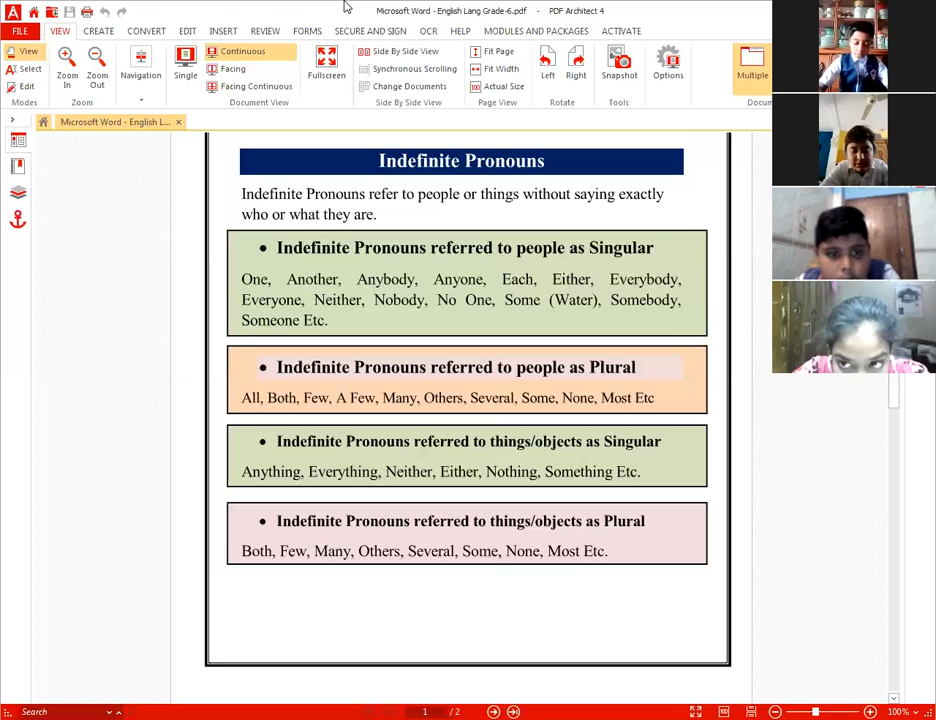 Microsoft Word - English Lang Grade-6.pdf - PDF Architect 4
FILE VIEW CREATE CONVERT EDIT INSERT REVIEW FORMS SECURE AND SIGN OCR HELP MODULES AND PACKAGES ACTIVATE
View
Select
Edit
Modes
Zoom In
Zoom Out
Zoom
Navigation
Single
Continuous
Facing
Facing Continuous
Document View
Fullscreen
Side By Side View
Synchronous Scrolling
Change Documents
Side By Side View
Fit Page
Fit Width
100 Actual Size
Page View
Left
Right
Rotate
Snapshot
Tools
Options
Multiple
Docum
Microsoft Word - English L... ×
Indefinite Pronouns
Indefinite Pronouns refer to people or things without saying exactly
who or what they are.
• Indefinite Pronouns referred to people as Singular
One, Another, Anybody, Anyone, Each, Either, Everybody,
Everyone, Neither, Nobody, No One, Some (Water), Somebody,
Someone Etc.
• Indefinite Pronouns referred to people as Plural
All, Both, Few, A Few, Many, Others, Several, Some, None, Most Etc
• Indefinite Pronouns referred to things/objects as Singular
Anything, Everything, Neither, Either, Nothing, Something Etc.
• Indefinite Pronouns referred to things/objects as Plural
Both, Few, Many, Others, Several, Some, None, Most Etc.
Search
1 / 2
100%